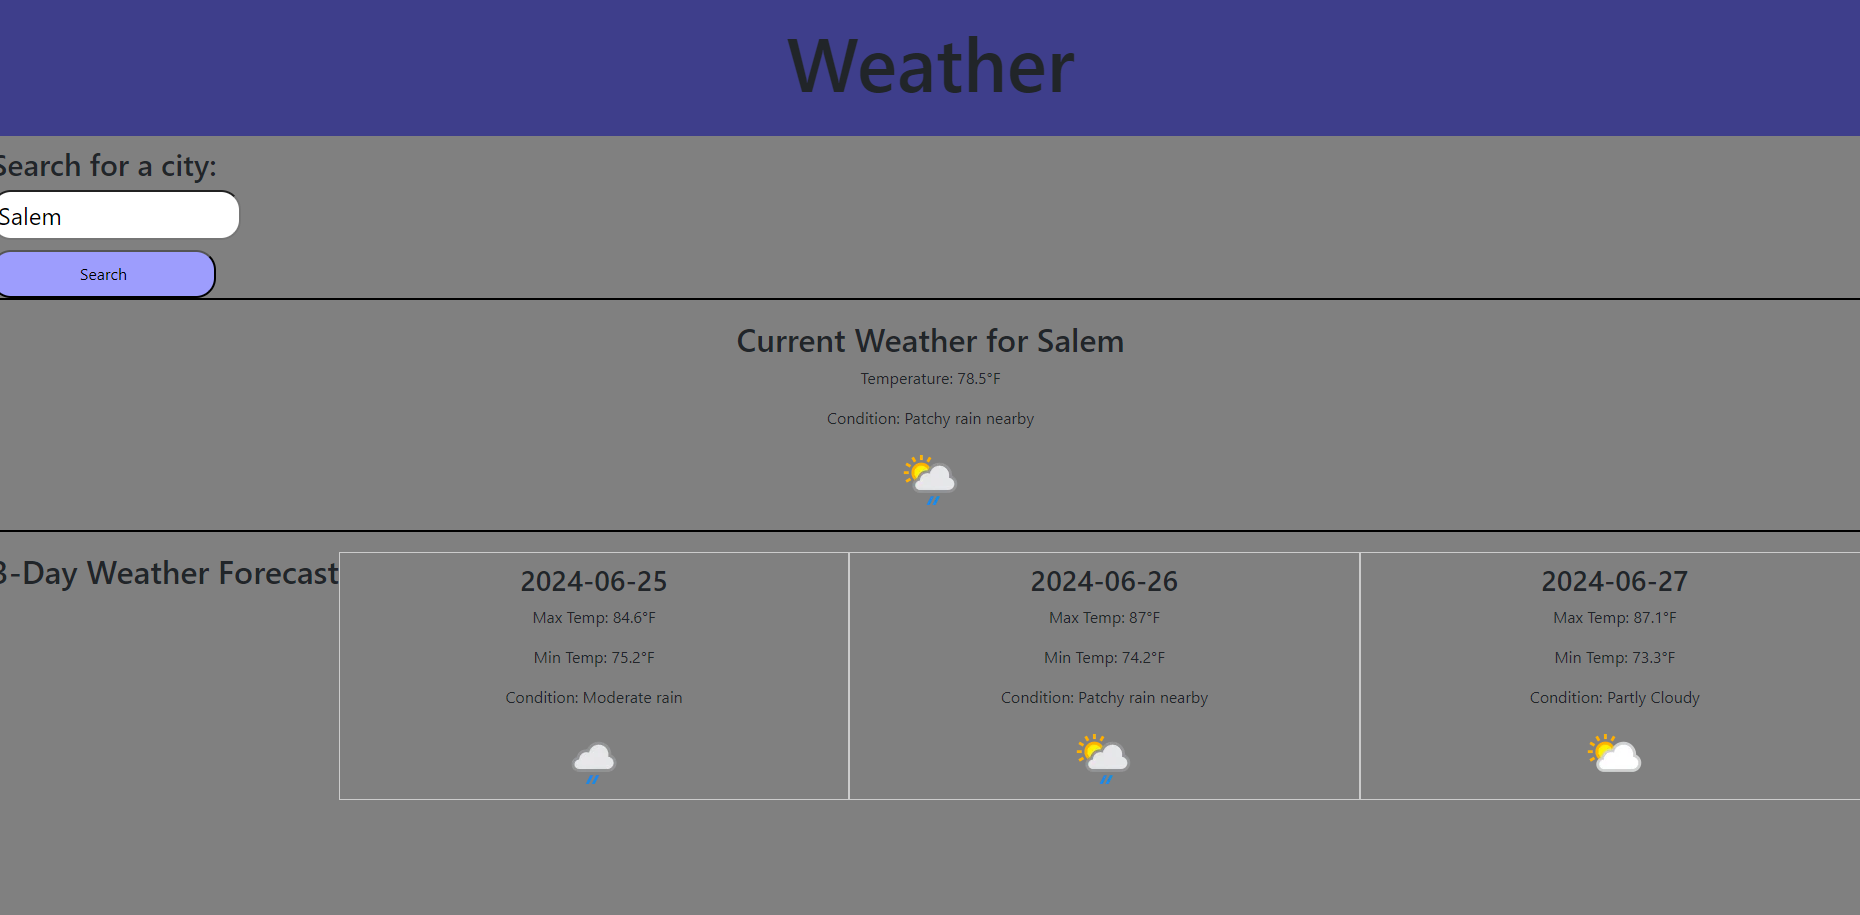 Weather
Search for a city:
Salem
Search
Current Weather for Salem
Temperature: 78.5°F
Condition: Patchy rain nearby
3-Day Weather Forecast
2024-06-25
Max Temp: 84.6°F
Min Temp: 75.2°F
Condition: Moderate rain
2024-06-26
Max Temp: 87°F
Min Temp: 74.2°F
Condition: Patchy rain nearby
2024-06-27
Max Temp: 87.1°F
Min Temp: 73.3°F
Condition: Partly Cloudy